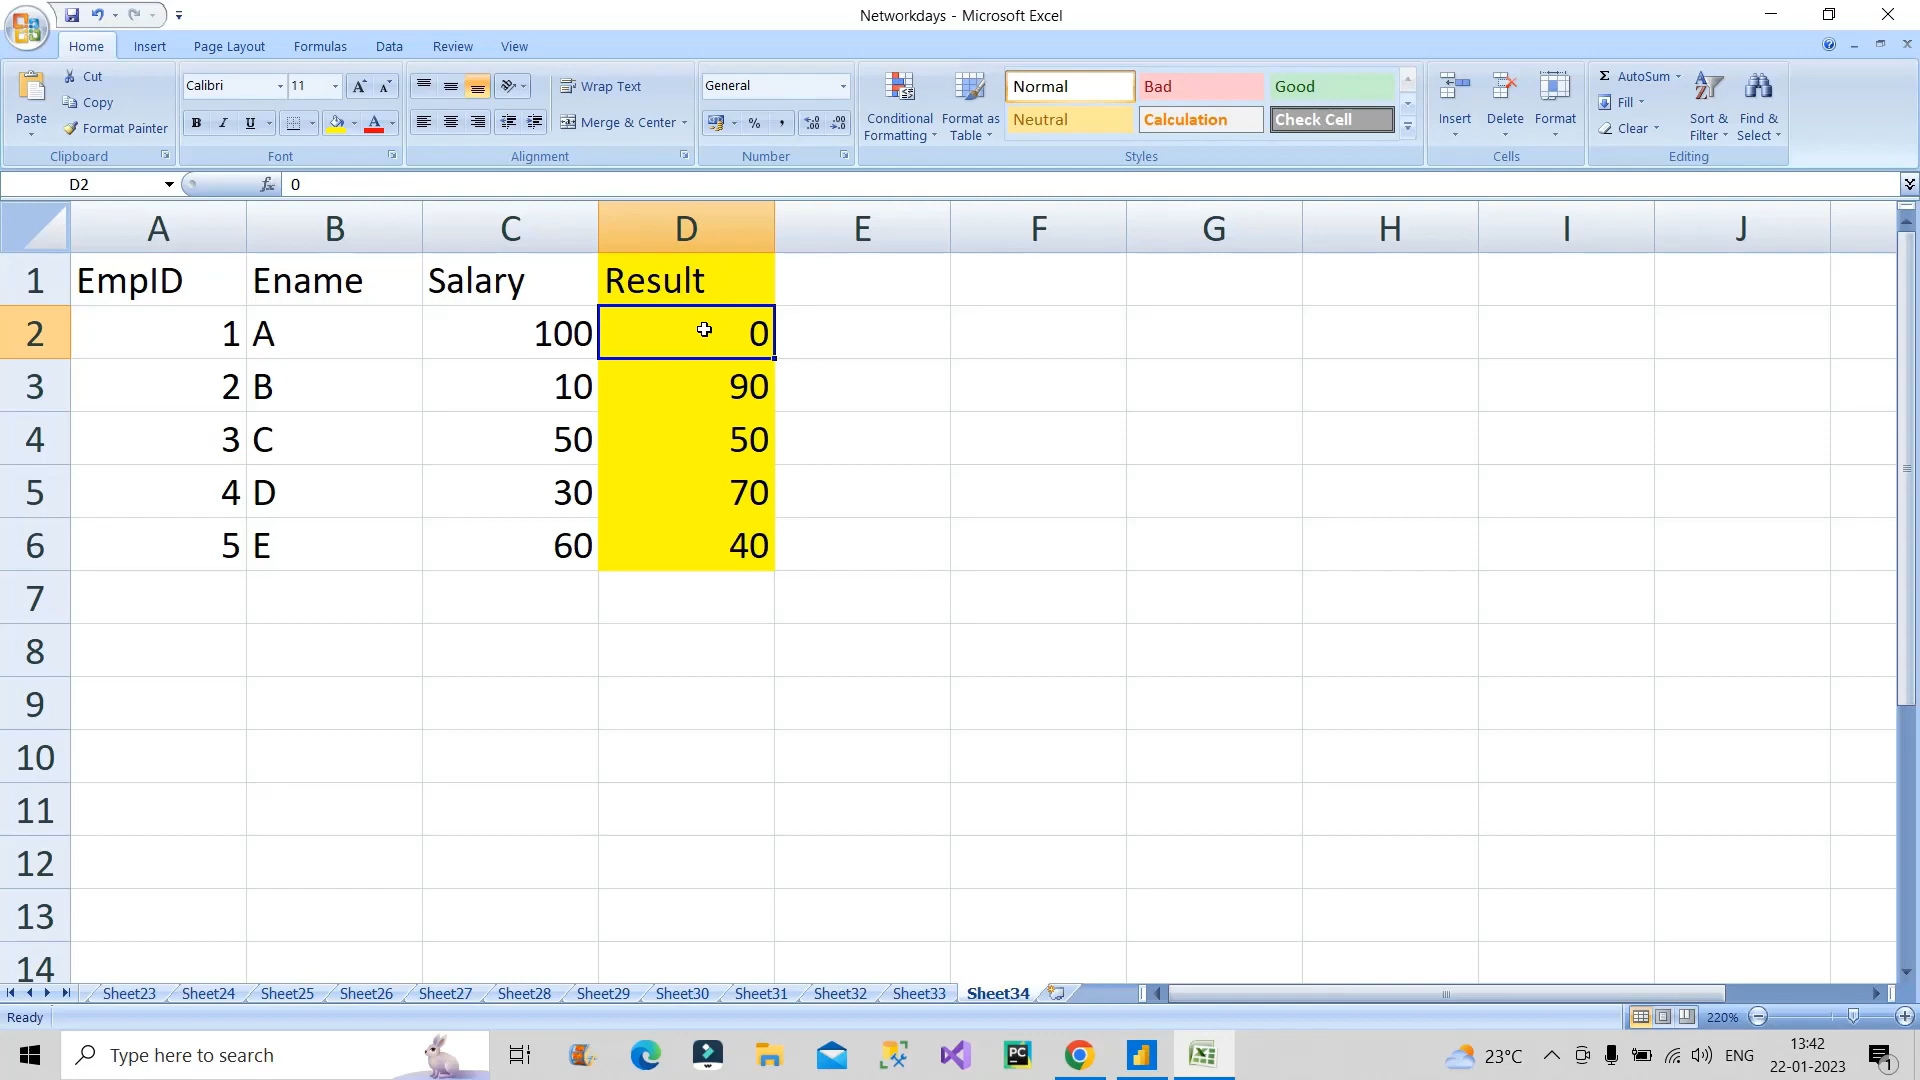 Networkdays - Microsoft Excel
Home Insert Page Layout Formulas Data Review View
Paste
Cut
Copy
Format Painter
Clipboard
Calibri 11
B I U
Font
Wrap Text
Merge & Center
Alignment
General
% ,
Number
Conditional Formatting
Format as Table
Normal Bad Good
Neutral Calculation Check Cell
Styles
Insert Delete Format
Cells
Σ AutoSum
Fill
Clear
Sort & Filter
Find & Select
Editing
D2 fx 0
A B C D E F G H I J
1 EmpID Ename Salary Result
2 1 A 100 0
3 2 B 10 90
4 3 C 50 50
5 4 D 30 70
6 5 E 60 40
7
8
9
10
11
12
13
14
Sheet23 Sheet24 Sheet25 Sheet26 Sheet27 Sheet28 Sheet29 Sheet30 Sheet31 Sheet32 Sheet33 Sheet34
Ready 220%
Type here to search
PC
23°C ENG 13:42
22-01-2023
1